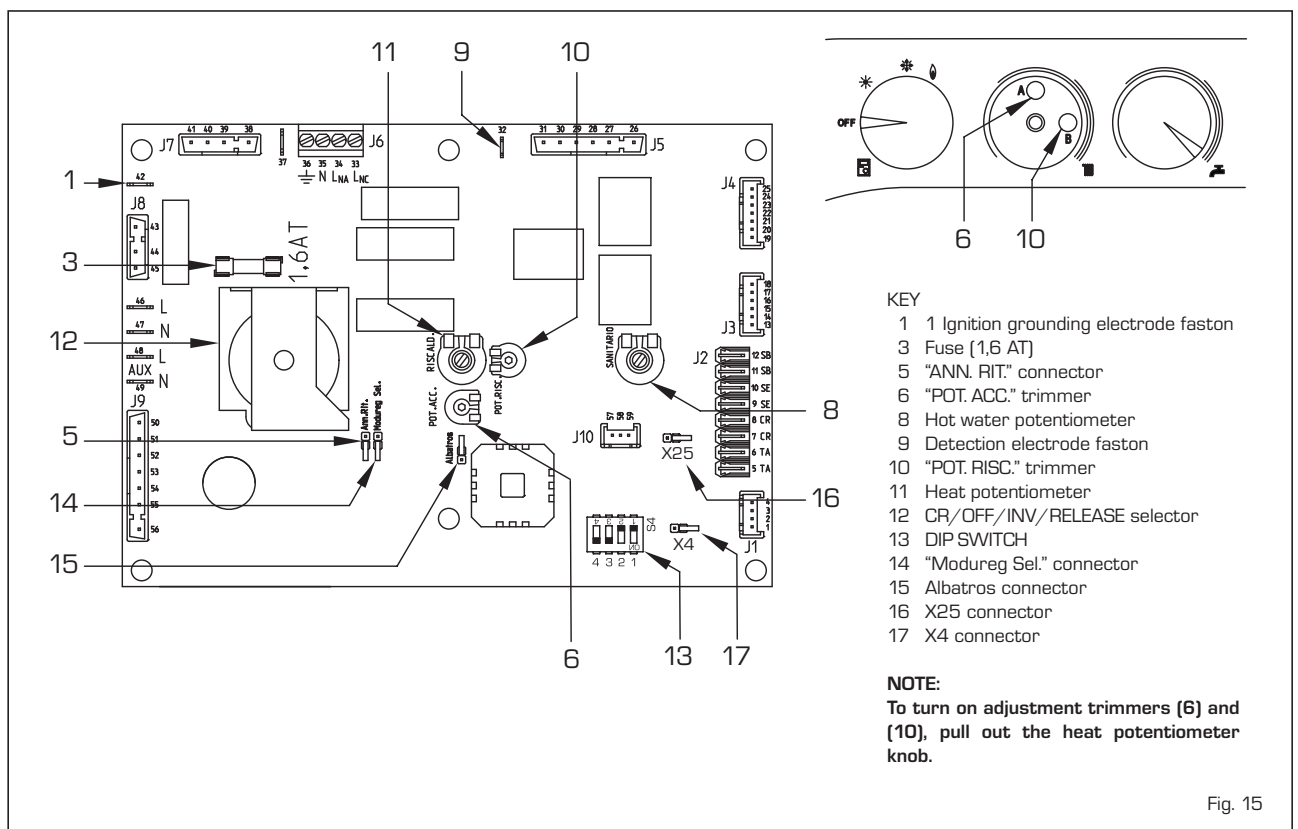 11
9
10
41 40 39 38
J7
37
J6
36 35 34 33
N LNA LNC
32
31 30 29 28 27 26
J5
OFF
A
B
6
10
1
42
J8
43
44
45
3
1,6AT
46 L
47 N
12
48 L
AUX
49 N
J9
50
51
52
53
54
55
56
5
14
15
Ann.Rit.
Modureg Sel.
Albatros
RISCALD.
POT.RISC.
POT.ACC.
SANITARIO
J4
25
24
23
22
21
20
19
18
17
16
15
14
13
J3
J2
12 SB
11 SB
10 SE
9 SE
8 CR
7 CR
6 TA
5 TA
8
57 58 59
J10
X25
16
4
3
2
1
J1
X4
4 3 2 1
S4
ON
4 3 2 1
6
13
17
KEY
1 1 Ignition grounding electrode faston
3 Fuse (1,6 AT)
5 “ANN. RIT.” connector
6 “POT. ACC.” trimmer
8 Hot water potentiometer
9 Detection electrode faston
10 “POT. RISC.” trimmer
11 Heat potentiometer
12 CR/OFF/INV/RELEASE selector
13 DIP SWITCH
14 “Modureg Sel.” connector
15 Albatros connector
16 X25 connector
17 X4 connector
NOTE:
To turn on adjustment trimmers (6) and
(10), pull out the heat potentiometer
knob.
Fig. 15